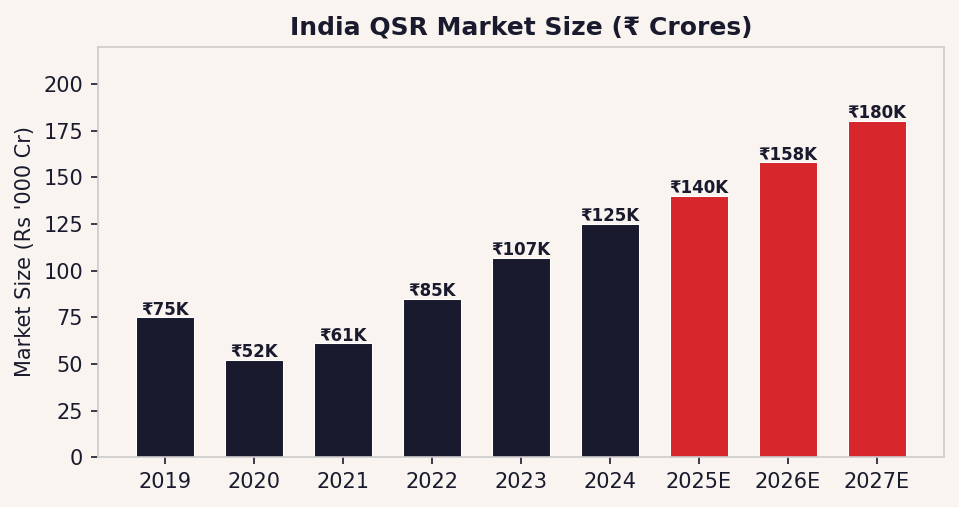 India QSR Market Size (₹ Crores)
Market Size (Rs '000 Cr)
200
175
150
125
100
75
50
25
0
₹75K
₹52K
₹61K
₹85K
₹107K
₹125K
₹140K
₹158K
₹180K
2019
2020
2021
2022
2023
2024
2025E
2026E
2027E